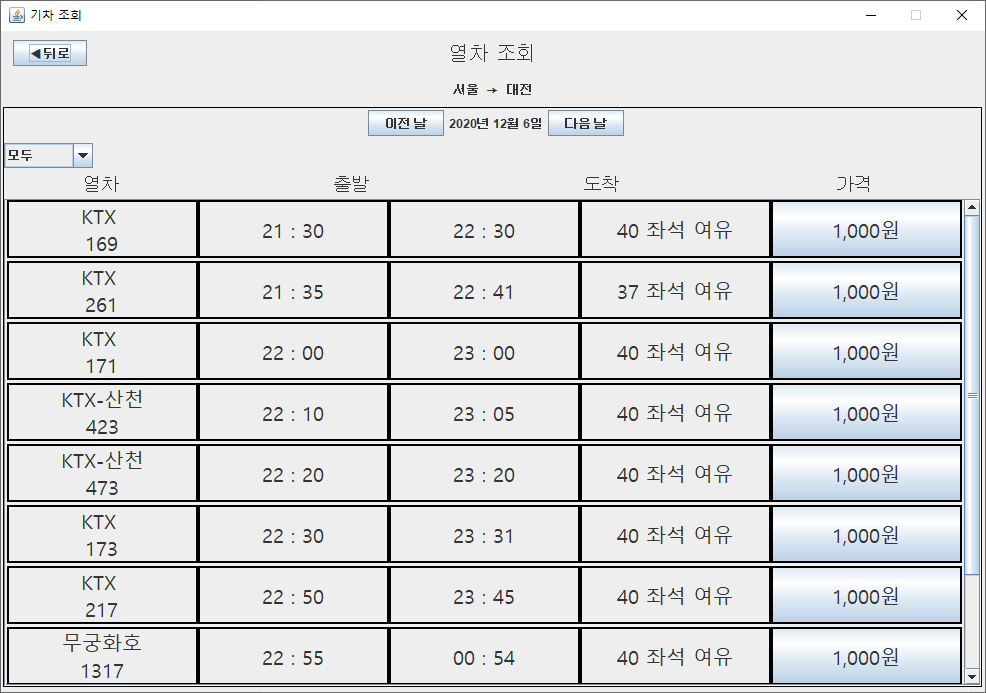 기차 조회
◀뒤로
열차 조회
서울 → 대전
이전 날 2020년 12월 6일 다음 날
모두
열차 출발 도착 가격
KTX
169
21 : 30 22 : 30 40 좌석 여유 1,000원
KTX
261
21 : 35 22 : 41 37 좌석 여유 1,000원
KTX
171
22 : 00 23 : 00 40 좌석 여유 1,000원
KTX-산천
423
22 : 10 23 : 05 40 좌석 여유 1,000원
KTX-산천
473
22 : 20 23 : 20 40 좌석 여유 1,000원
KTX
173
22 : 30 23 : 31 40 좌석 여유 1,000원
KTX
217
22 : 50 23 : 45 40 좌석 여유 1,000원
무궁화호
1317
22 : 55 00 : 54 40 좌석 여유 1,000원